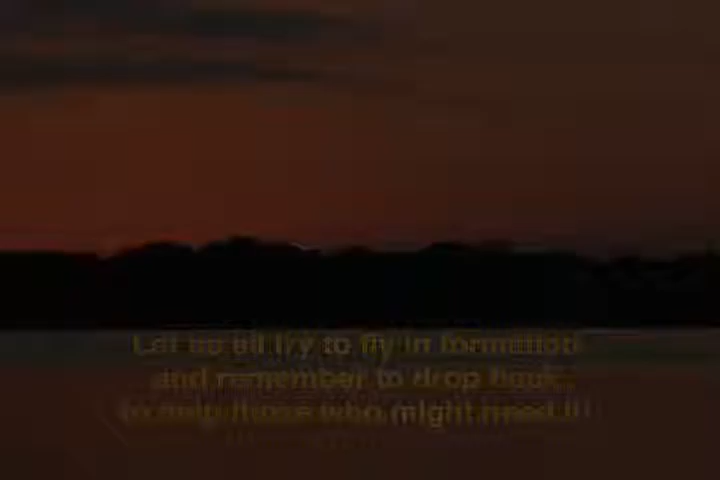 Let us all try to fly in formation
and remember to drop back
to help those who might need it!